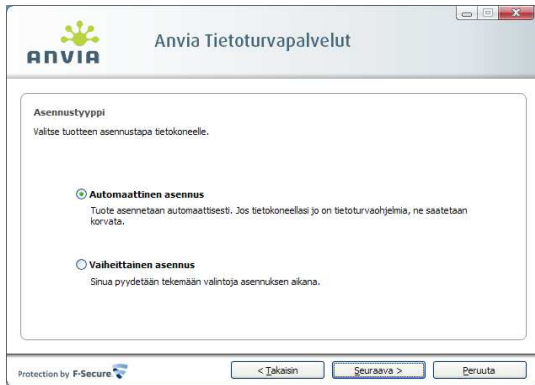 ANVIA
Anvia Tietoturvapalvelut
Asennustyyppi
Valitse tuotteen asennustapa tietokoneelle.
Automaattinen asennus
Tuote asennetaan automaattisesti. Jos tietokoneellasi jo on tietoturvaohjelmia, ne saatetaan
korvata.
Vaiheittainen asennus
Sinua pyydetään tekemään valintoja asennuksen aikana.
Protection by F-Secure
< Takaisin
Seuraava >
Peruuta